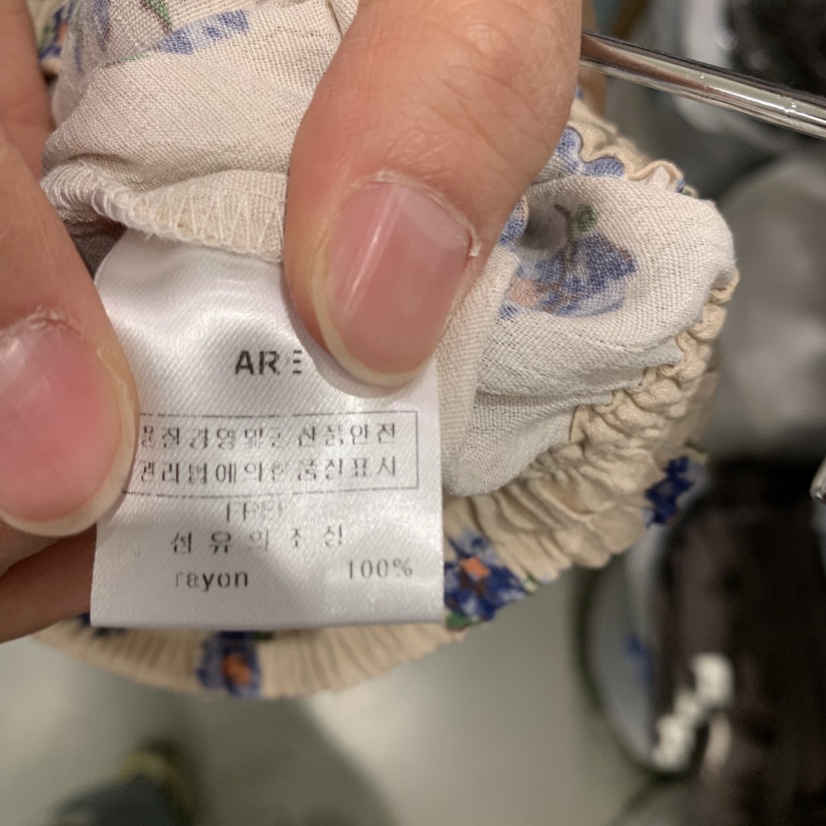 ARE
품질경영및공산품안전
관리법에의한품질표시
섬유의조성
rayon 100%